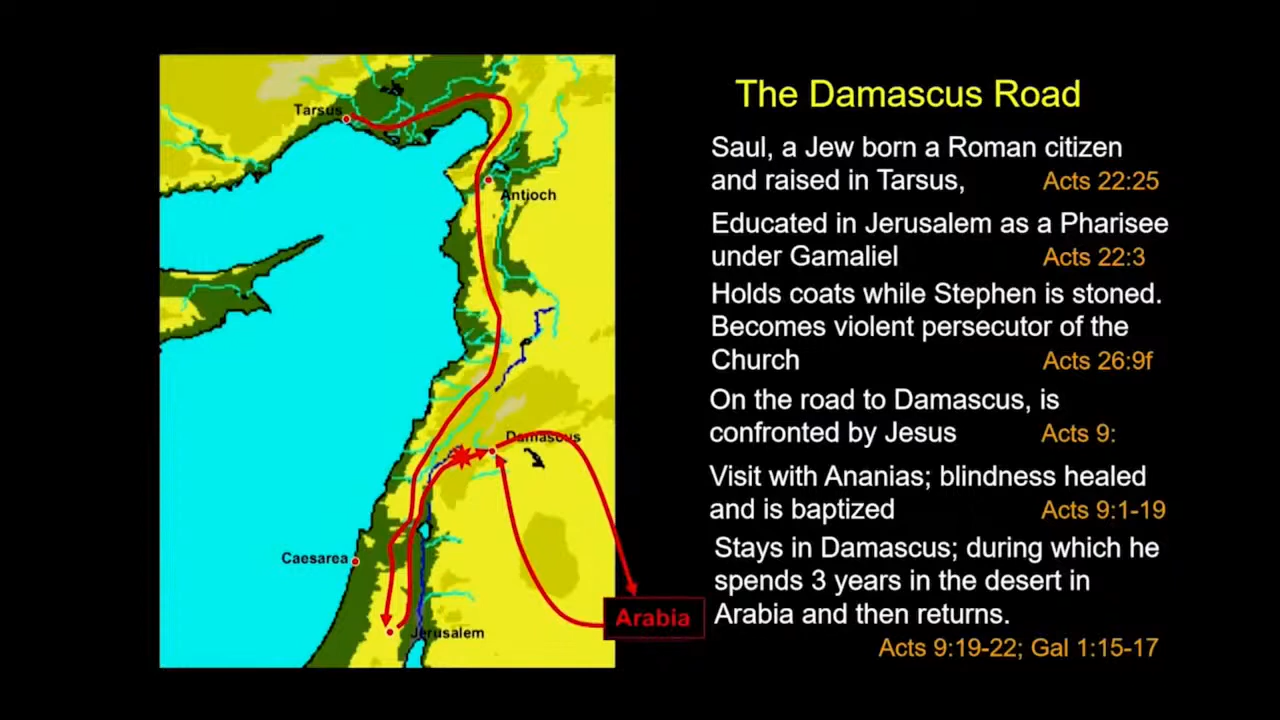 Tarsus
Antioch
Damascus
Caesarea
Jerusalem
Arabia
The Damascus Road
Saul, a Jew born a Roman citizen
and raised in Tarsus, Acts 22:25
Educated in Jerusalem as a Pharisee
under Gamaliel Acts 22:3
Holds coats while Stephen is stoned.
Becomes violent persecutor of the
Church Acts 26:9f
On the road to Damascus, is
confronted by Jesus Acts 9:
Visit with Ananias; blindness healed
and is baptized Acts 9:1-19
Stays in Damascus; during which he
spends 3 years in the desert in
Arabia and then returns.
Acts 9:19-22; Gal 1:15-17